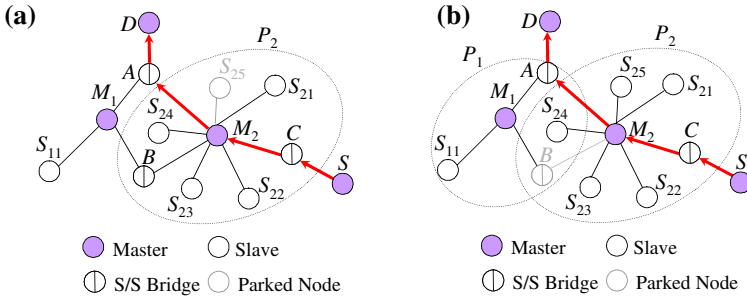 (a)
D
P2
A
S25
M1
S21
S24
M2
C
S11
B
S
S23
S22
Master
Slave
S/S Bridge
Parked Node
(b)
D
P2
P1
A
S25
M1
S21
S24
M2
C
S11
B
S
S23
S22
Master
Slave
S/S Bridge
Parked Node